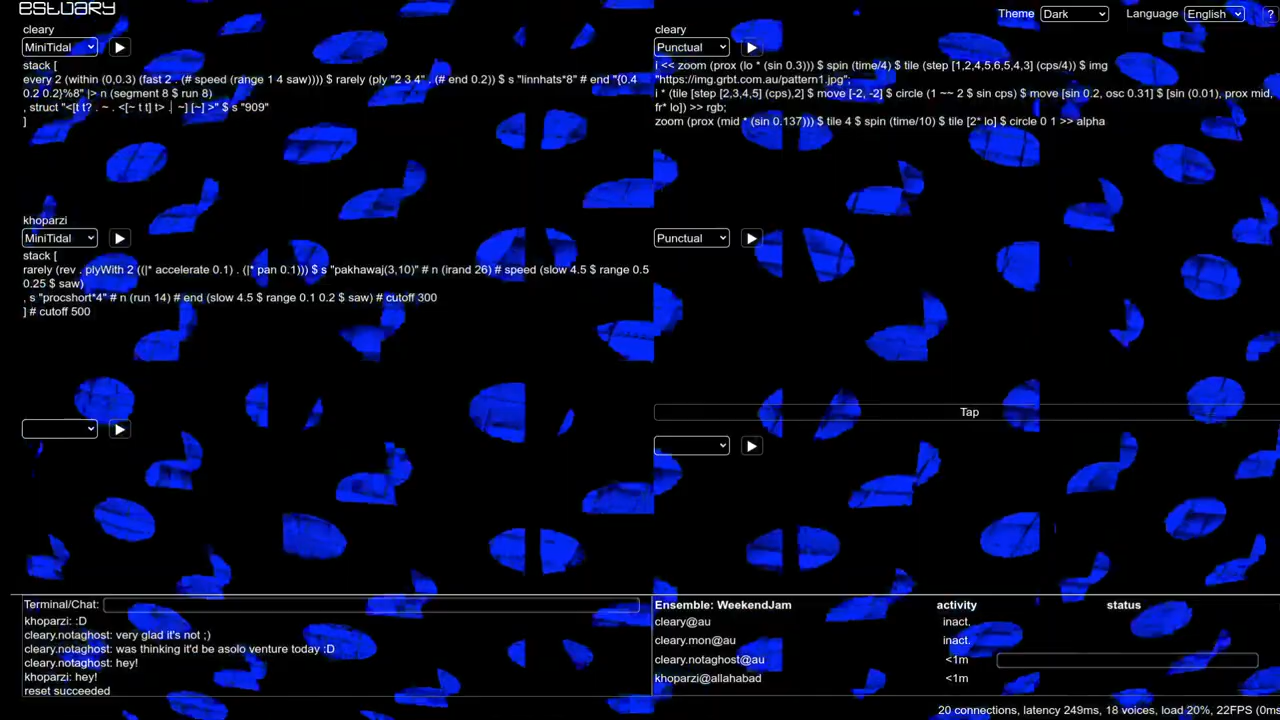 estuary
Theme Dark Language English ?
cleary
MiniTidal
stack [
every 2 (within (0,0.3) (fast 2 . (# speed (range 1 4 saw)))) $ rarely (ply "2 3 4" . (# end 0.2)) $ s "linnhats*8" # end "{0.4
0.2 0.2}%8" |> n (segment 8 $ run 8)
, struct "<[t t? . ~ . <[~ t t] t> . ~] [~] >" $ s "909"
]
cleary
Punctual
i << zoom (prox (lo * (sin 0.3))) $ spin (time/4) $ tile (step [1,2,4,5,6,5,4,3] (cps/4)) $ img
"https://img.grbt.com.au/pattern1.jpg";
i * (tile [step [2,3,4,5] (cps),2] $ move [-2, -2] $ circle (1 ~~ 2 $ sin cps) $ move [sin 0.2, osc 0.31] $ [sin (0.01), prox mid,
fr* lo]) >> rgb;
zoom (prox (mid * (sin 0.137))) $ tile 4 $ spin (time/10) $ tile [2* lo] $ circle 0 1 >> alpha
khoparzi
MiniTidal
stack [
rarely (rev . plyWith 2 ((|* accelerate 0.1) . (|* pan 0.1))) $ s "pakhawaj(3,10)" # n (irand 26) # speed (slow 4.5 $ range 0.5
0.25 $ saw)
, s "procshort*4" # n (run 14) # end (slow 4.5 $ range 0.1 0.2 $ saw) # cutoff 300
] # cutoff 500
Punctual
Tap
Terminal/Chat:
khoparzi: :D
cleary.notaghost: very glad it's not ;)
cleary.notaghost: was thinking it'd be asolo venture today :D
cleary.notaghost: hey!
khoparzi: hey!
reset succeeded
Ensemble: WeekendJam activity status
cleary@au inact.
cleary.mon@au inact.
cleary.notaghost@au <1m
khoparzi@allahabad <1m
20 connections, latency 249ms, 18 voices, load 20%, 22FPS (0ms